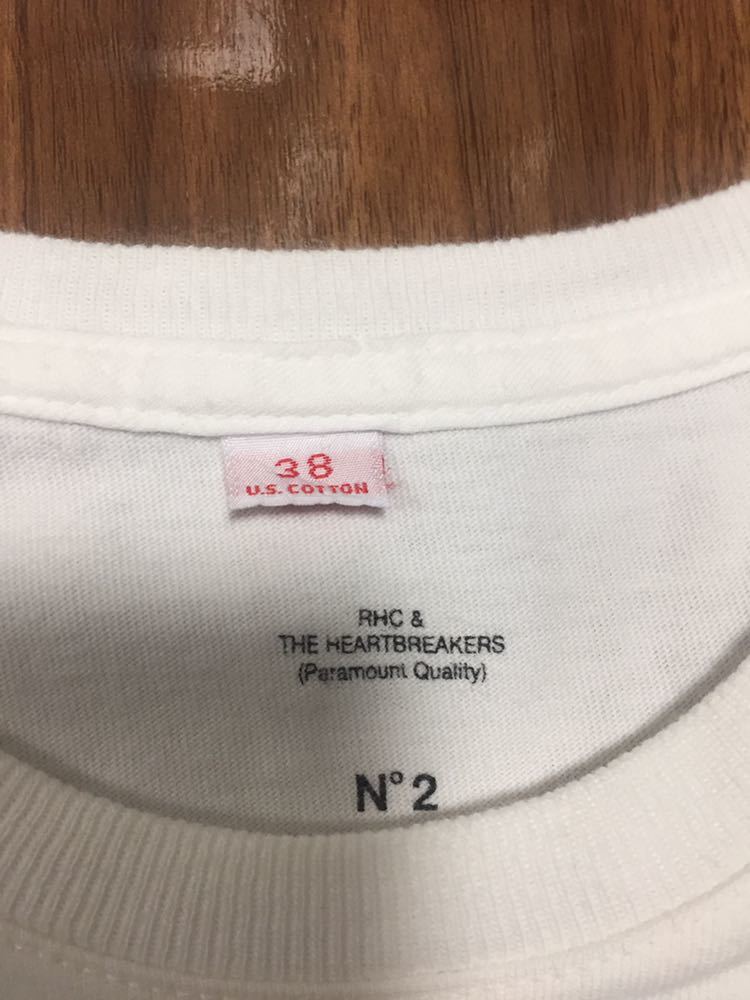 38
U.S. COTTON
RHC &
THE HEARTBREAKERS
(Paramount Quality)
N° 2